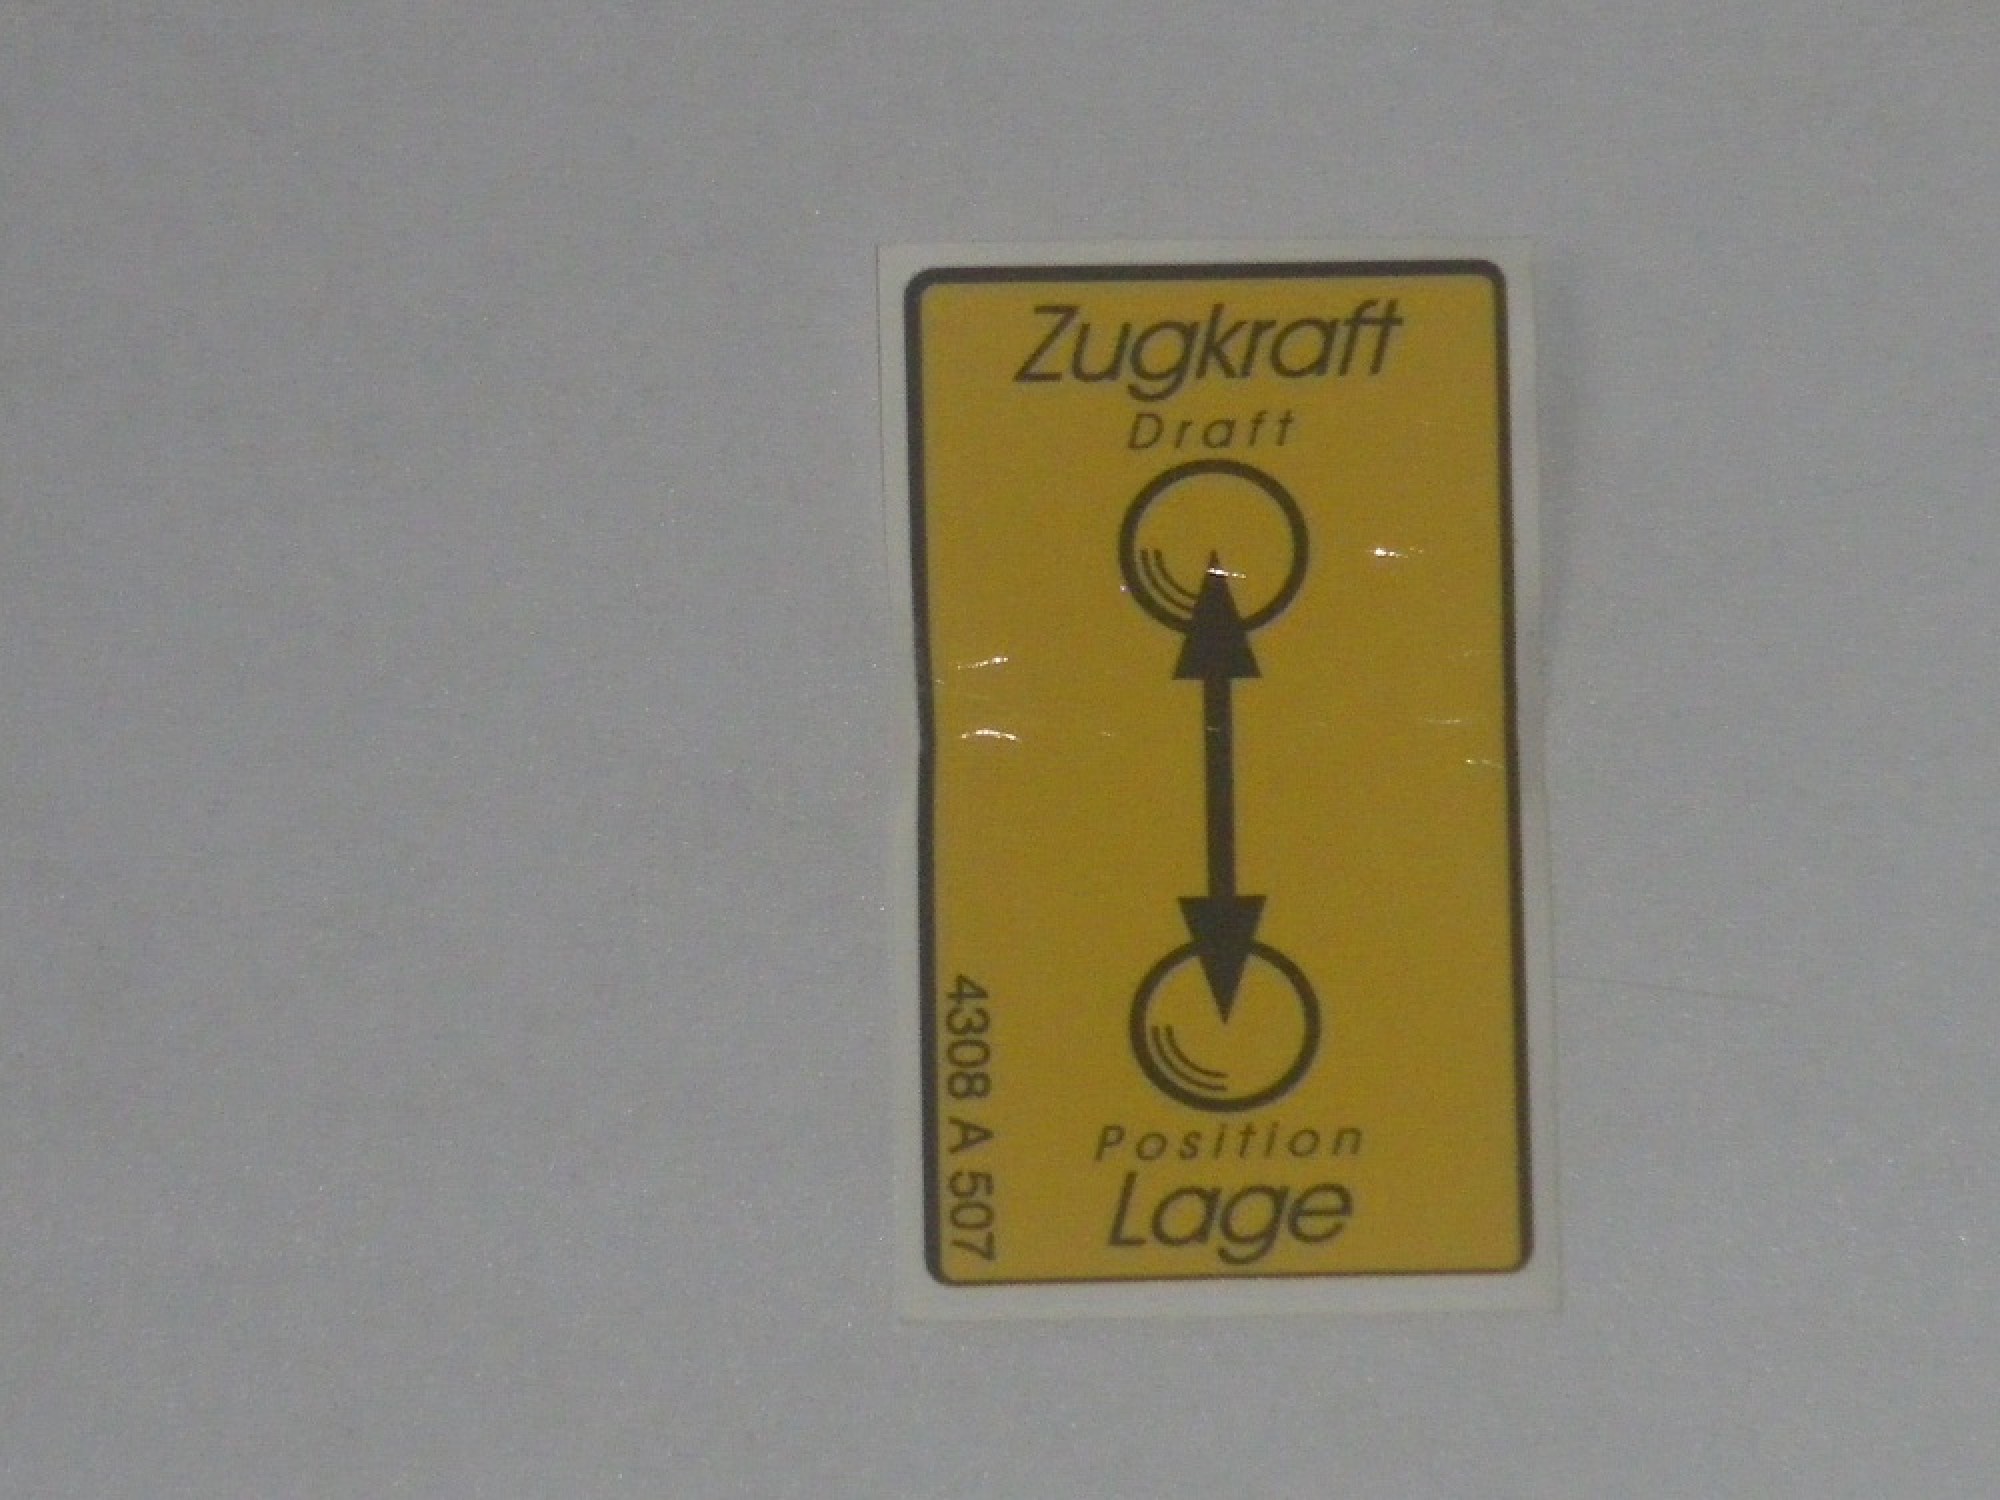 Zugkraft
Draft
Position
Lage
4308 A 507